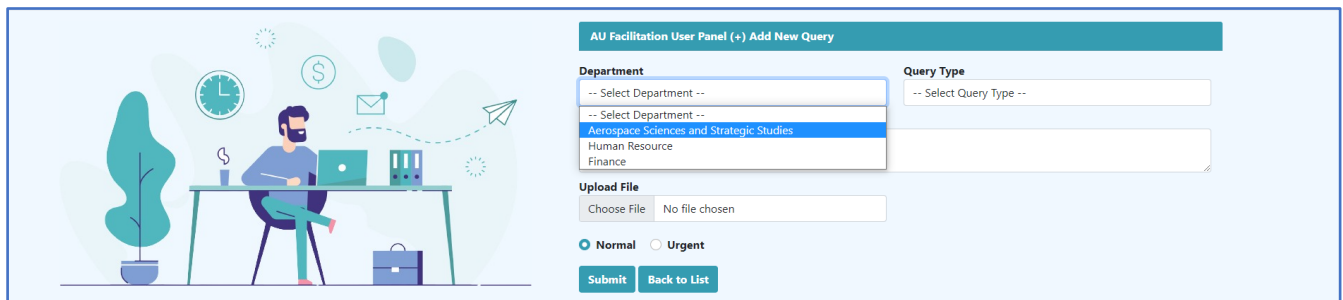 AU Facilitation User Panel (+) Add New Query
Department
Query Type
-- Select Department --
-- Select Query Type --
-- Select Department --
Aerospace Sciences and Strategic Studies
Human Resource
Finance
Upload File
Choose File No file chosen
Normal Urgent
Submit Back to List